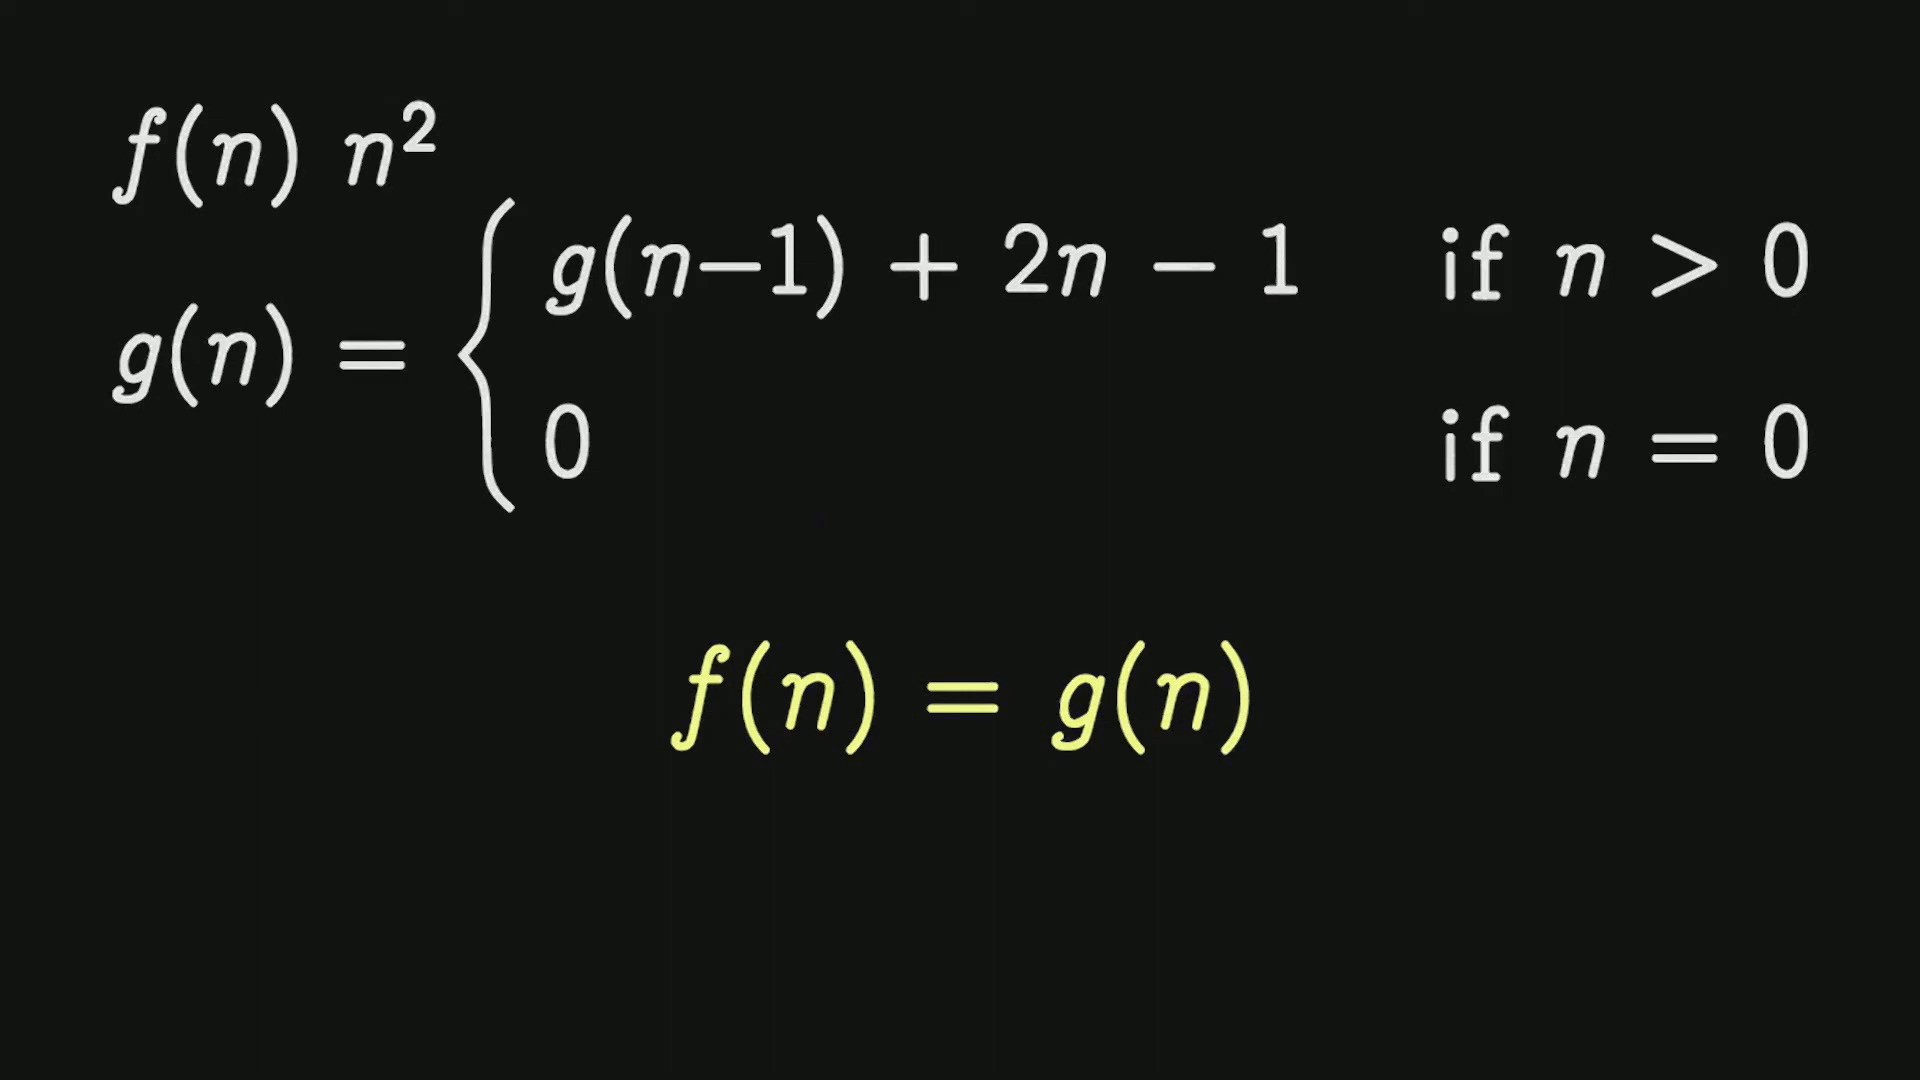 f(n) n²
g(n) = { g(n−1) + 2n − 1 if n > 0
0 if n = 0
f(n) = g(n)